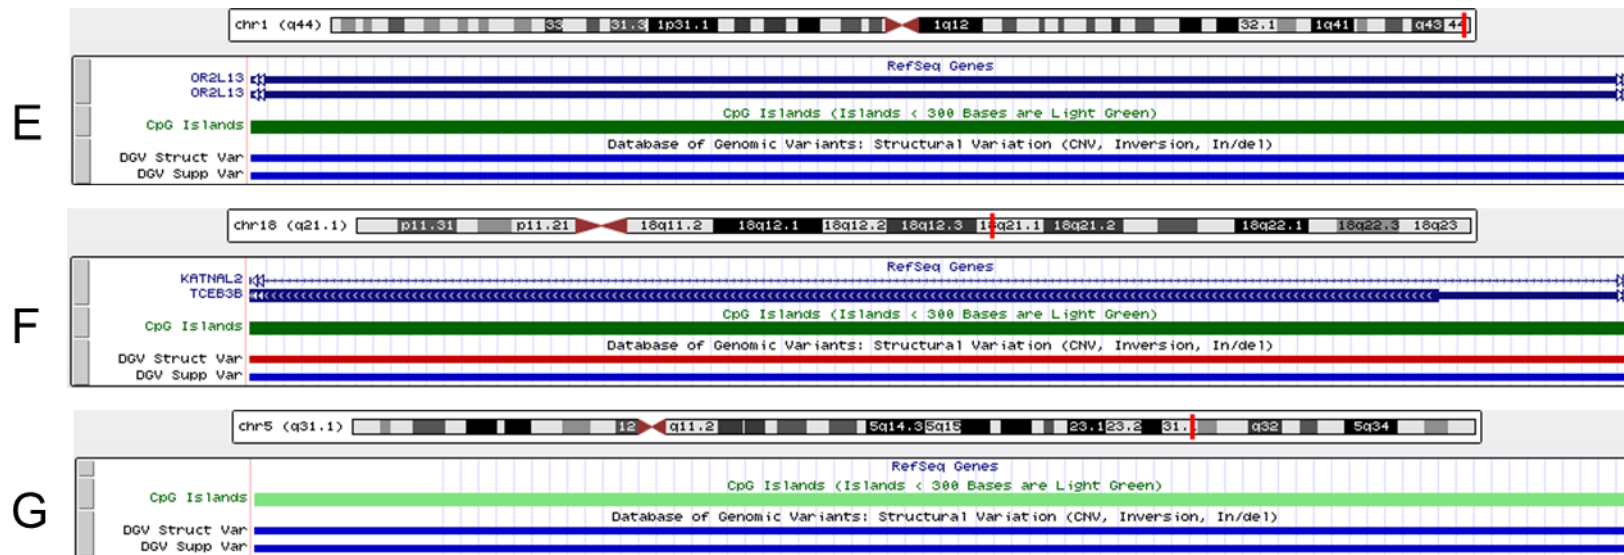 chr1 (q44) 33 31.3 1p31.1 1q12 32.1 1q41 q43 44
E
RefSeq Genes
OR2L13
OR2L13
CpG Islands (Islands < 300 Bases are Light Green)
CpG Islands
Database of Genomic Variants: Structural Variation (CNV, Inversion, In/del)
DGV Struct Var
DGV Supp Var
chr18 (q21.1) p11.31 p11.21 18q11.2 18q12.1 18q12.2 18q12.3 18q21.1 18q21.2 18q22.1 18q22.3 18q23
F
RefSeq Genes
KATNAL2
TCEB3B
CpG Islands (Islands < 300 Bases are Light Green)
CpG Islands
Database of Genomic Variants: Structural Variation (CNV, Inversion, In/del)
DGV Struct Var
DGV Supp Var
chr5 (q31.1) 12 q11.2 5q14.3 5q15 23.1 23.2 31. q32 5q34
G
RefSeq Genes
CpG Islands (Islands < 300 Bases are Light Green)
CpG Islands
Database of Genomic Variants: Structural Variation (CNV, Inversion, In/del)
DGV Struct Var
DGV Supp Var